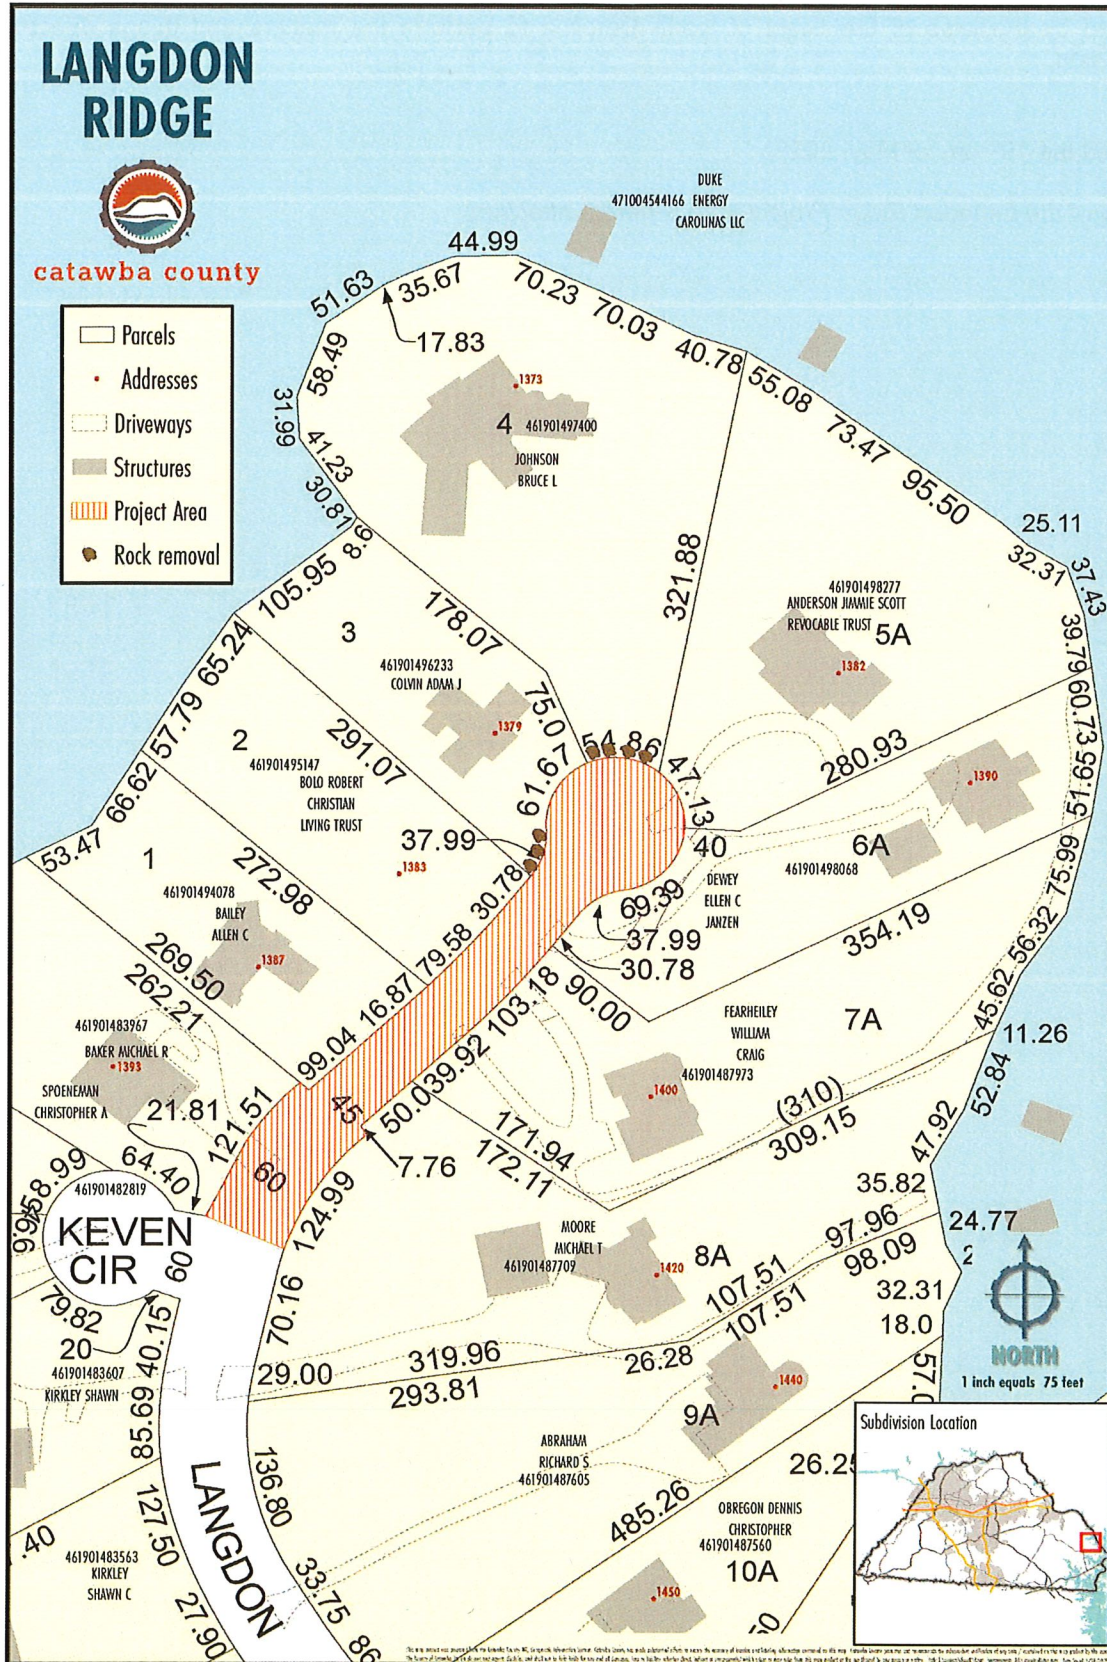 LANGDON
RIDGE
catawba county
Parcels
Addresses
Driveways
Structures
Project Area
Rock removal
DUKE
471004544166 ENERGY
CAROLINAS LLC
44.99
51.63
35.67
70.23
17.83
70.03
58.49
40.78
55.08
31.99
1373
4
461901497400
JOHNSON
BRUCE L
73.47
41.23
95.50
30.81
8.6
25.11
32.31
37.43
105.95
178.07
321.88
461901498277
ANDERSON JIMMIE SCOTT
REVOCABLE TRUST
5A
1382
39.79
3
65.24
461901496233
COLVIN ADAM J
1379
75.0
60.73
57.79
2
291.07
461901495147
BOLO ROBERT
CHRISTIAN
LIVING TRUST
61.67
54.86
47.13
280.93
1390
51.65
66.62
53.47
1
272.98
37.99
1383
30.78
40
6A
461901498068
75.99
461901494078
BAILEY
ALLEN C
1387
69.39
DEWEY
ELLEN C
JANZEN
37.99
30.78
354.19
56.32
269.50
262.21
79.58
16.87
103.18
90.00
45.62
461901483967
BAKER MICHAEL R
1393
SPOENEMAN
CHRISTOPHER A
99.04
39.92
FEARHEILEY
WILLIAM
CRAIG
461901487973
7A
11.26
1400
(310)
309.15
52.84
21.81
121.51
45
50.0
7.76
171.94
172.11
47.92
64.40
60
58.99
461901482819
KEVEN
CIR
60
124.99
35.82
MOORE
MICHAEL T
461901487709
8A
1420
97.96
98.09
24.77
2
79.82
20
40.15
70.16
107.51
107.51
32.31
18.0
NORTH
1 inch equals 75 feet
461901483607
KIRKLEY SHAWN
29.00
319.96
293.81
26.28
1440
85.69
9A
Subdivision Location
ABRAHAM
RICHARD S
461901487605
136.80
26.25
LANGDON
127.50
485.26
OBREGON DENNIS
CHRISTOPHER
461901487560
10A
.40
461901483563
KIRKLEY
SHAWN C
1450
33.75
27.90
86